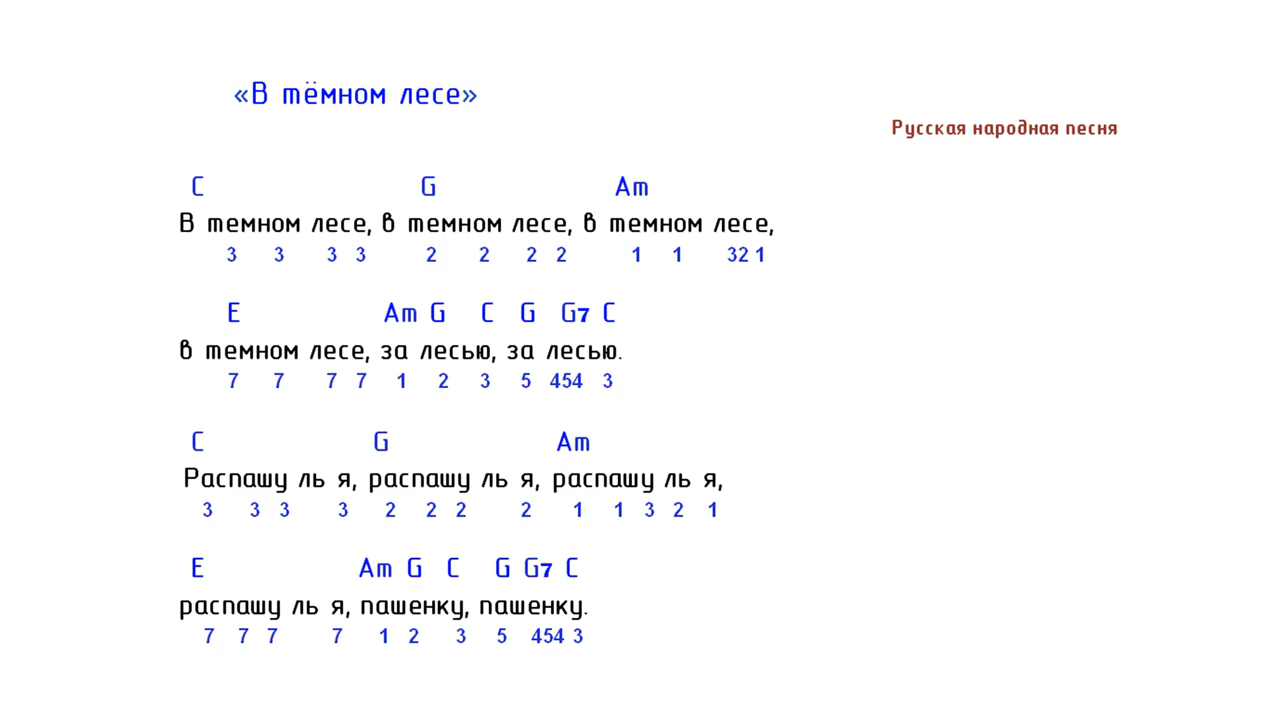 «В тёмном лесе»
Русская народная песня
C G Am
В темном лесе, в темном лесе, в темном лесе,
3 3 3 3 2 2 2 2 1 1 32 1
E Am G C G G7 C
в темном лесе, за лесью, за лесью.
7 7 7 7 1 2 3 5 454 3
C G Am
Распашу ль я, распашу ль я, распашу ль я,
3 3 3 3 2 2 2 2 1 1 3 2 1
E Am G C G G7 C
распашу ль я, пашенку, пашенку.
7 7 7 7 1 2 3 5 454 3